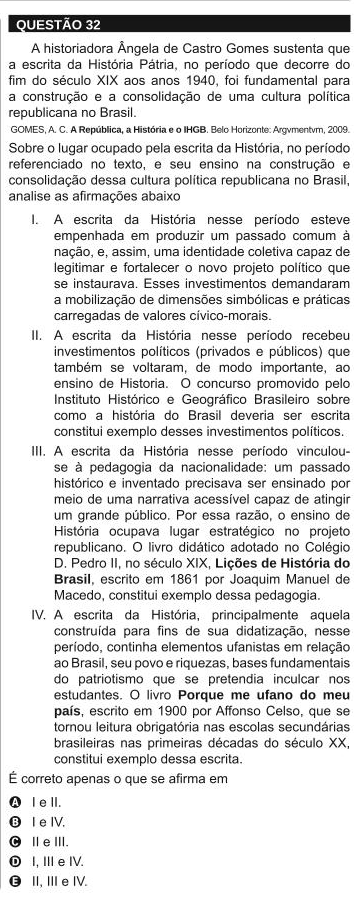 QUESTÃO 32
A historiadora Ângela de Castro Gomes sustenta que
a escrita da História Pátria, no período que decorre do
fim do século XIX aos anos 1940, foi fundamental para
a construção e a consolidação de uma cultura política
republicana no Brasil.
GOMES, A. C. A República, a História e o IHGB. Belo Horizonte: Argvmentvm, 2009.
Sobre o lugar ocupado pela escrita da História, no período
referenciado no texto, e seu ensino na construção e
consolidação dessa cultura política republicana no Brasil,
analise as afirmações abaixo
I. A escrita da História nesse período esteve
empenhada em produzir um passado comum à
nação, e, assim, uma identidade coletiva capaz de
legitimar e fortalecer o novo projeto político que
se instaurava. Esses investimentos demandaram
a mobilização de dimensões simbólicas e práticas
carregadas de valores cívico-morais.
II. A escrita da História nesse período recebeu
investimentos políticos (privados e públicos) que
também se voltaram, de modo importante, ao
ensino de Historia. O concurso promovido pelo
Instituto Histórico e Geográfico Brasileiro sobre
como a história do Brasil deveria ser escrita
constitui exemplo desses investimentos políticos.
III. A escrita da História nesse período vinculou-
se à pedagogia da nacionalidade: um passado
histórico e inventado precisava ser ensinado por
meio de uma narrativa acessível capaz de atingir
um grande público. Por essa razão, o ensino de
História ocupava lugar estratégico no projeto
republicano. O livro didático adotado no Colégio
D. Pedro II, no século XIX, Lições de História do
Brasil, escrito em 1861 por Joaquim Manuel de
Macedo, constitui exemplo dessa pedagogia.
IV. A escrita da História, principalmente aquela
construída para fins de sua didatização, nesse
período, continha elementos ufanistas em relação
ao Brasil, seu povo e riquezas, bases fundamentais
do patriotismo que se pretendia inculcar nos
estudantes. O livro Porque me ufano do meu
país, escrito em 1900 por Affonso Celso, que se
tornou leitura obrigatória nas escolas secundárias
brasileiras nas primeiras décadas do século XX,
constitui exemplo dessa escrita.
É correto apenas o que se afirma em
A I e II.
B I e IV.
C II e III.
D I, III e IV.
E II, III e IV.